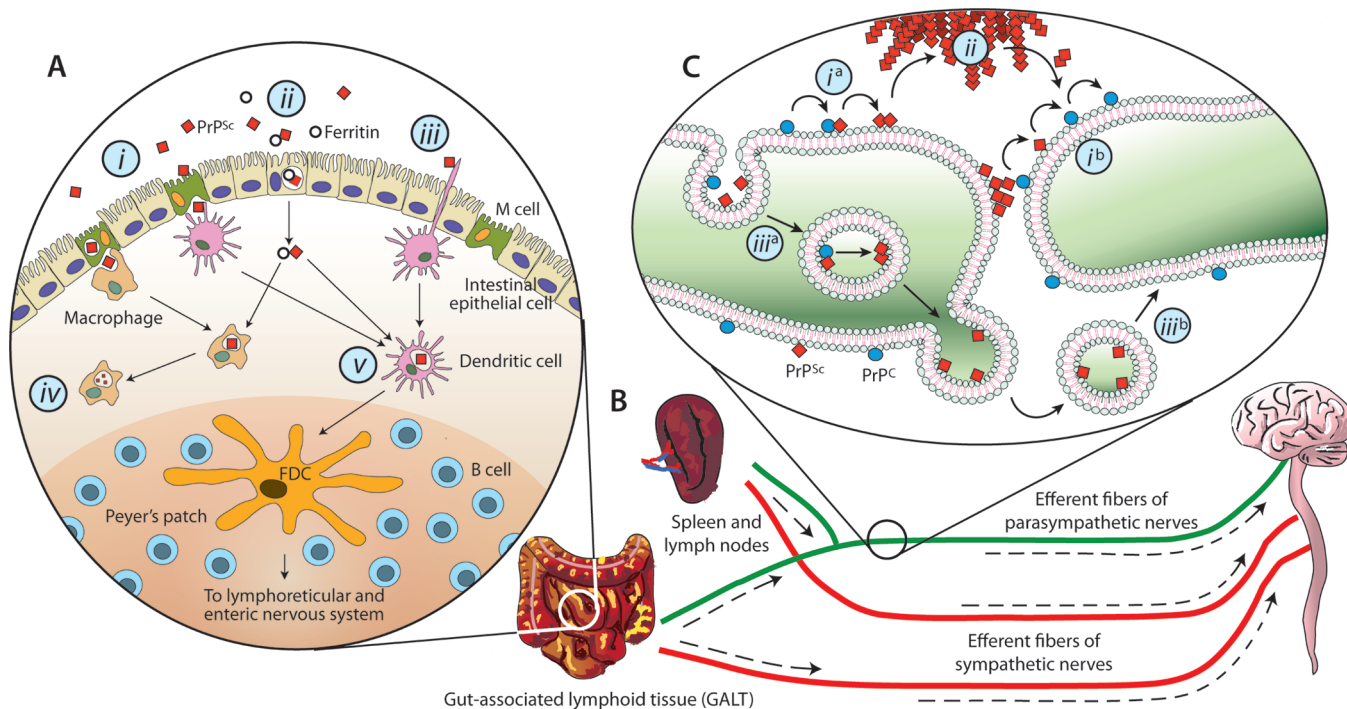 A
i
ii
iii
PrPSc
Ferritin
M cell
Intestinal
epithelial cell
Macrophage
iv
v
Dendritic cell
FDC
B cell
Peyer's patch
To lymphoreticular and
enteric nervous system
C
ia
ii
ib
iiia
iiib
PrPSc
PrPC
B
Spleen and
lymph nodes
Efferent fibers of
parasympathetic nerves
Efferent fibers of
sympathetic nerves
Gut-associated lymphoid tissue (GALT)